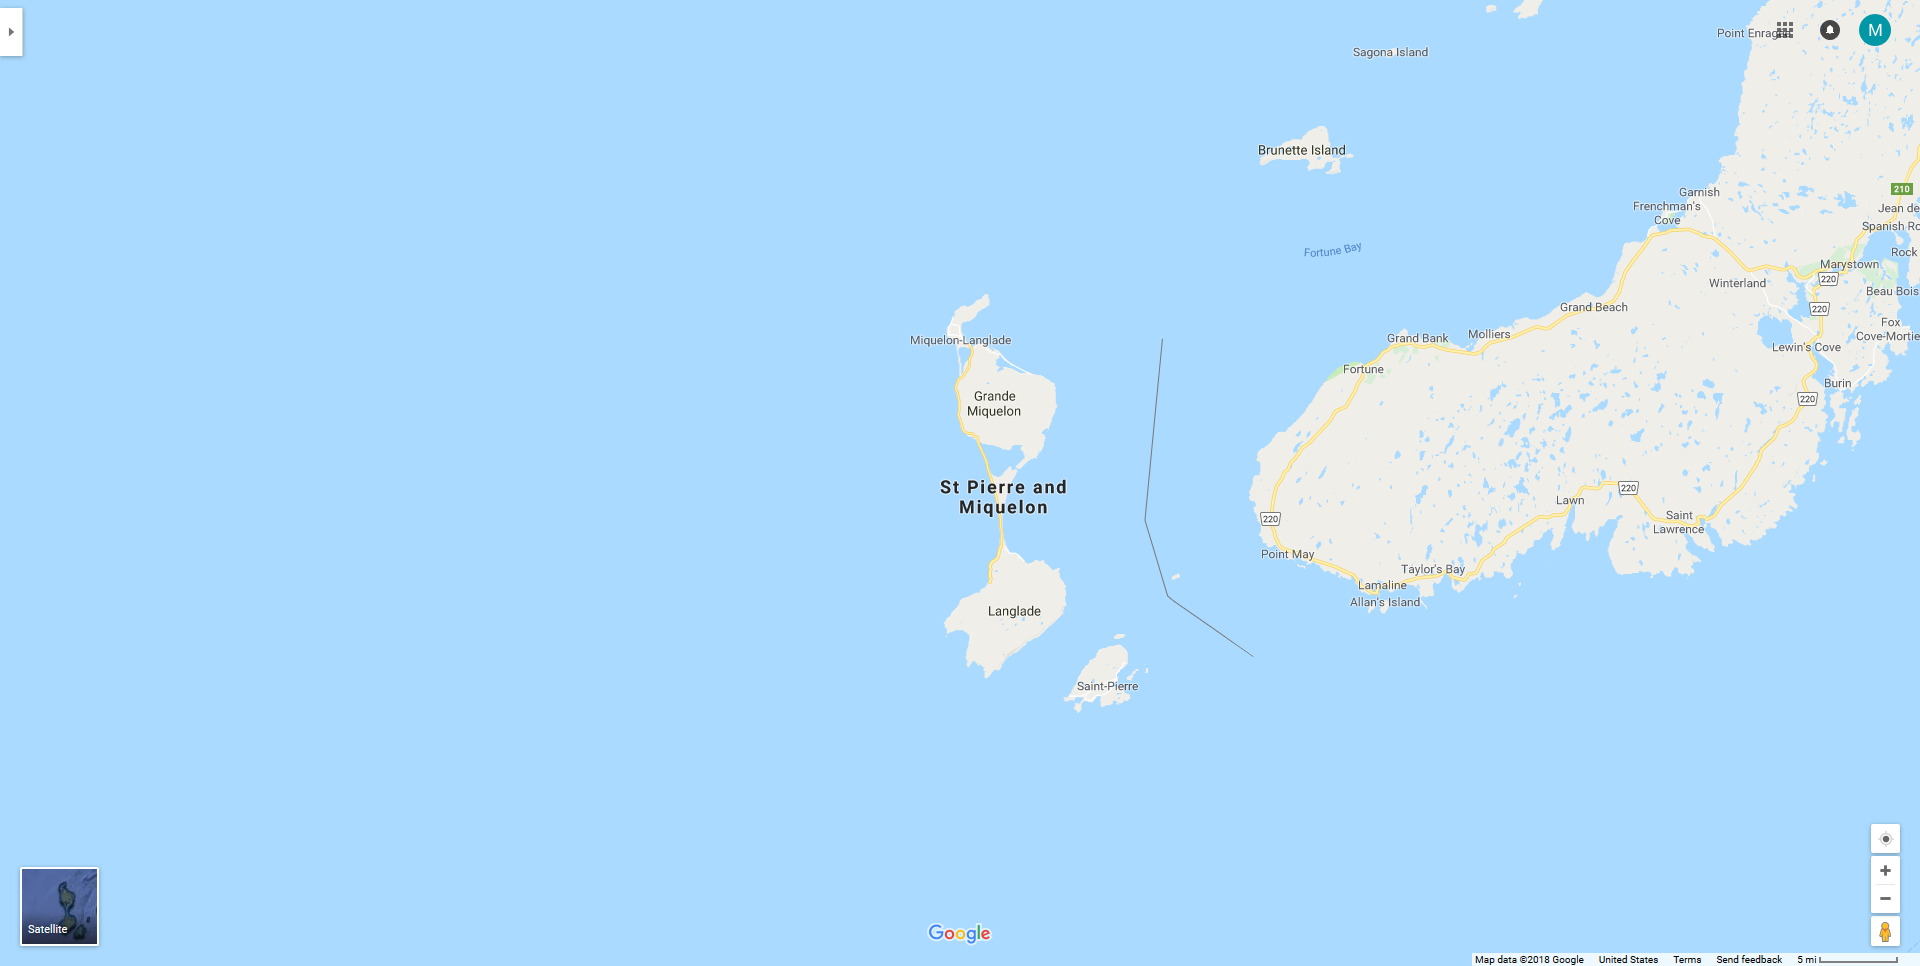 Point Enragé
M
Sagona Island
Brunette Island
210
Garnish
Frenchman's
Cove
Jean de
Spanish Ro
Fortune Bay
Rock
Marystown
220
Winterland
Beau Bois
Grand Beach
220
Fox
Cove-Mortie
Miquelon-Langlade
Grand Bank
Molliers
Lewin's Cove
Fortune
Burin
Grande
Miquelon
220
St Pierre and
Miquelon
220
Lawn
220
Saint
Lawrence
Point May
Taylor's Bay
Lamaline
Allan's Island
Langlade
Saint-Pierre
Satellite
Google
Map data ©2018 Google United States Terms Send feedback 5 mi